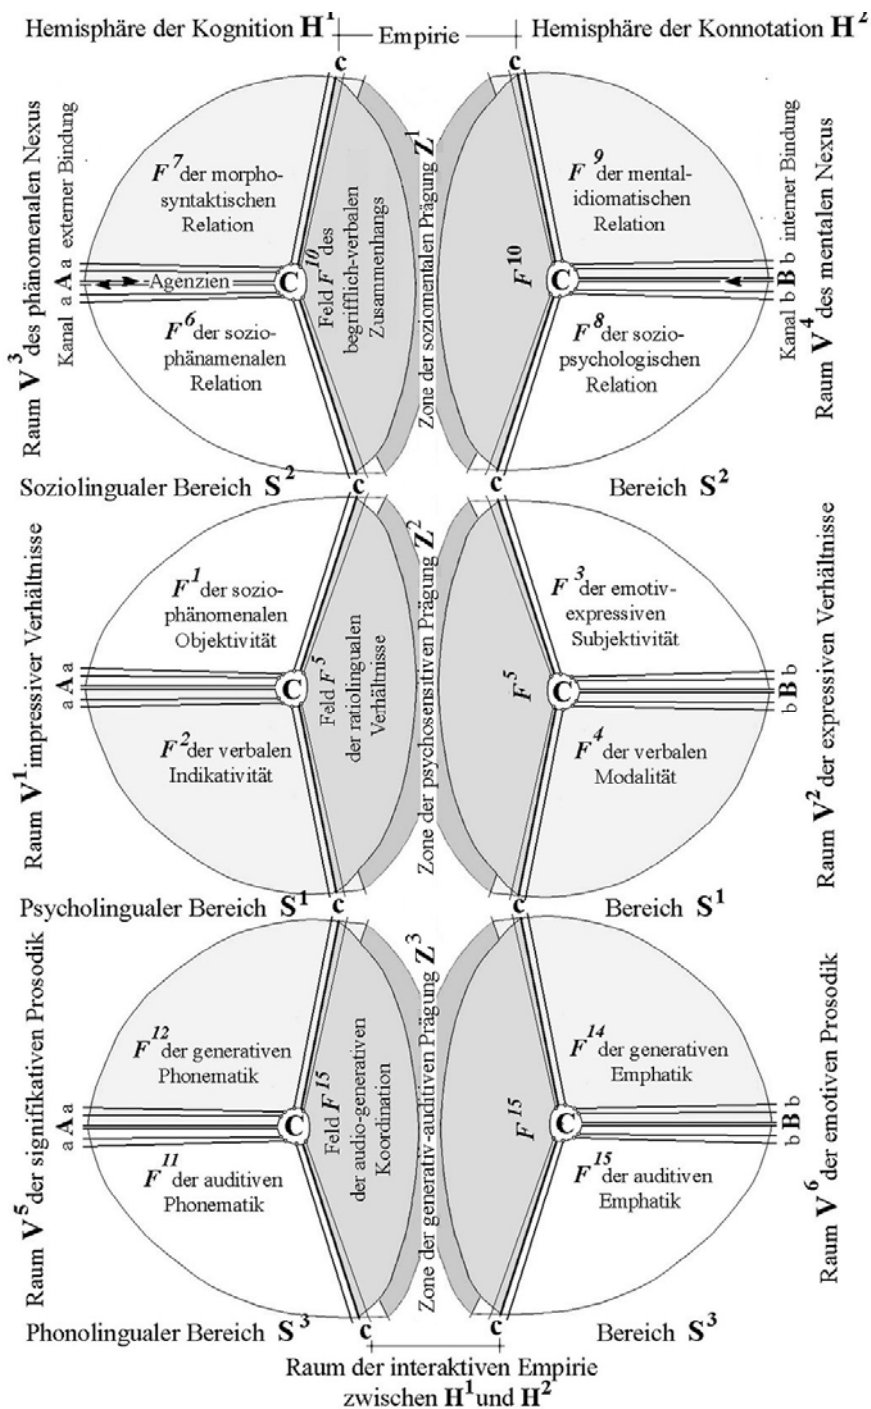 Hemisphäre der Kognition H¹
Empirie
Hemisphäre der Konnotation H²
c
c
Raum V³ des phänomenalen Nexus
Kanal a A a externer Bindung
F⁷ der morpho-
syntaktischen
Relation
Agenzien
C
F⁶ der sozio-
phänamenalen
Relation
Feld F¹⁰ des
begrifflich-verbalen
Zusammenhangs
Zone der soziomentalen Prägung Z¹
F¹⁰
F⁹ der mental-
idiomatischen
Relation
C
F⁸ der sozio-
psychologischen
Relation
Kanal b B b interner Bindung
Raum V⁴ des mentalen Nexus
Soziolingualer Bereich S²
c
c
Bereich S²
Raum V¹ impressiver Verhältnisse
a A a
F¹ der sozio-
phänomenalen
Objektivität
C
F² der verbalen
Indikativität
Feld F⁵
der ratiolingualen
Verhältnisse
Zone der psychosensitiven Prägung Z²
F⁵
F³ der emotiv-
expressiven
Subjektivität
C
F⁴ der verbalen
Modalität
b B b
Raum V² der expressiven Verhältnisse
Psycholingualer Bereich S¹
c
c
Bereich S¹
Raum V⁵ der signifikativen Prosodik
a A a
F¹² der generativen
Phonematik
C
F¹¹ der auditiven
Phonematik
Feld F¹⁵
der audio-generativen
Koordination
Zone der generativ-auditiven Prägung Z³
F¹⁵
F¹⁴ der generativen
Emphatik
C
F¹⁵ der auditiven
Emphatik
b B b
Raum V⁶ der emotiven Prosodik
Phonolingualer Bereich S³
c
c
Bereich S³
Raum der interaktiven Empirie
zwischen H¹ und H²